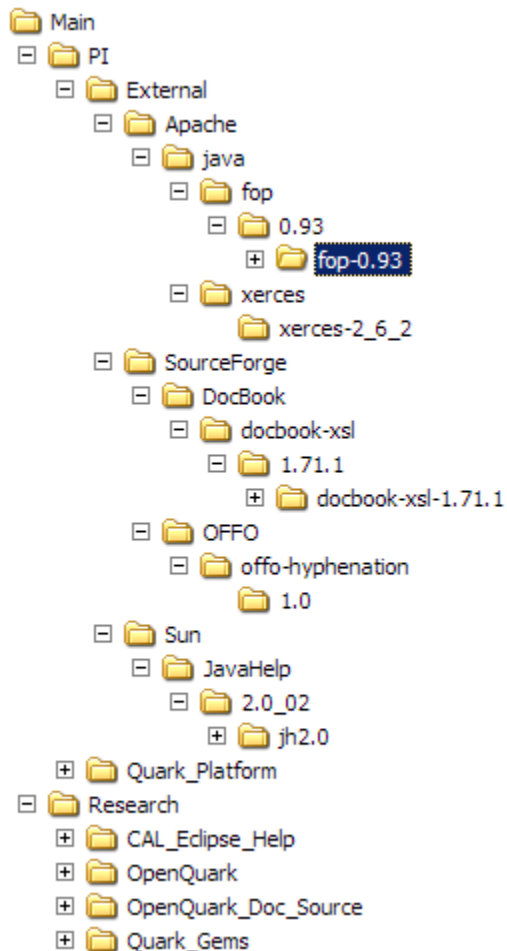 Main
PI
External
Apache
java
fop
0.93
fop-0.93
xerces
xerces-2_6_2
SourceForge
DocBook
docbook-xsl
1.71.1
docbook-xsl-1.71.1
OFFO
offo-hyphenation
1.0
Sun
JavaHelp
2.0_02
jh2.0
Quark_Platform
Research
CAL_Eclipse_Help
OpenQuark
OpenQuark_Doc_Source
Quark_Gems